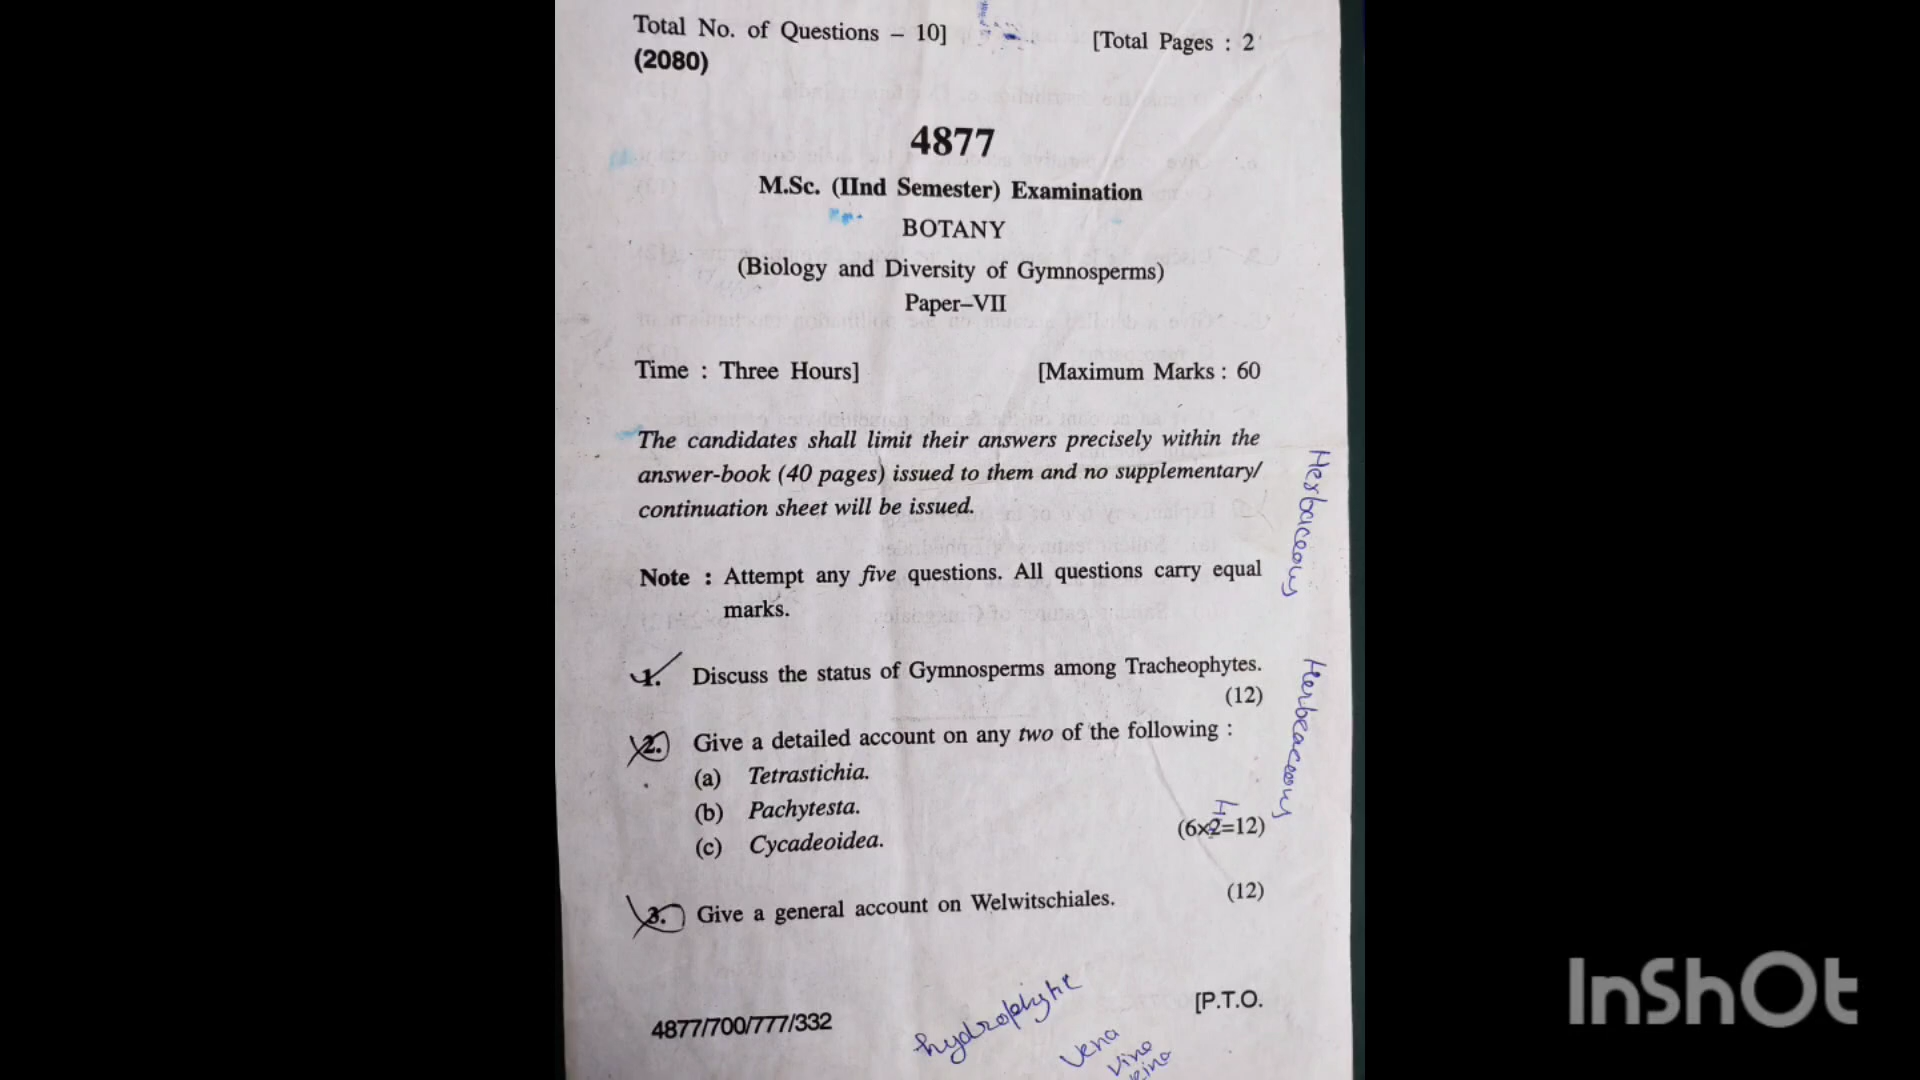 Total No. of Questions – 10]
[Total Pages : 2
(2080)
4877
M.Sc. (IInd Semester) Examination
BOTANY
(Biology and Diversity of Gymnosperms)
Paper–VII
Time : Three Hours]
[Maximum Marks : 60
The candidates shall limit their answers precisely within the
answer-book (40 pages) issued to them and no supplementary/
continuation sheet will be issued.
Note : Attempt any five questions. All questions carry equal
marks.
1. Discuss the status of Gymnosperms among Tracheophytes.
(12)
2. Give a detailed account on any two of the following :
(a) Tetrastichia.
(b) Pachytesta.
(c) Cycadeoidea.
(6×2=12)
3. Give a general account on Welwitschiales.
(12)
[P.T.O.
4877/700/777/332
Herbaceous
Herbeaceous
hydrophytic
Vena
Vina
InShOt